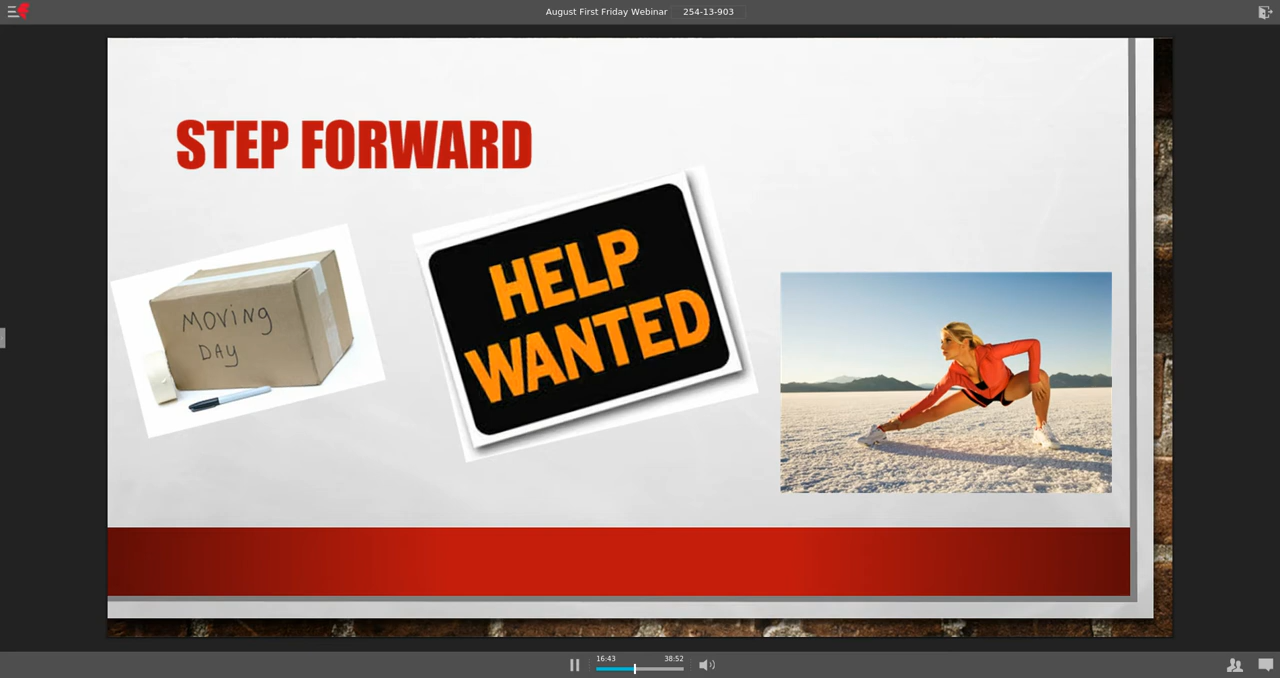 August First Friday Webinar 254-13-903
STEP FORWARD
MOVING
DAY
HELP
WANTED
16:43 38:52